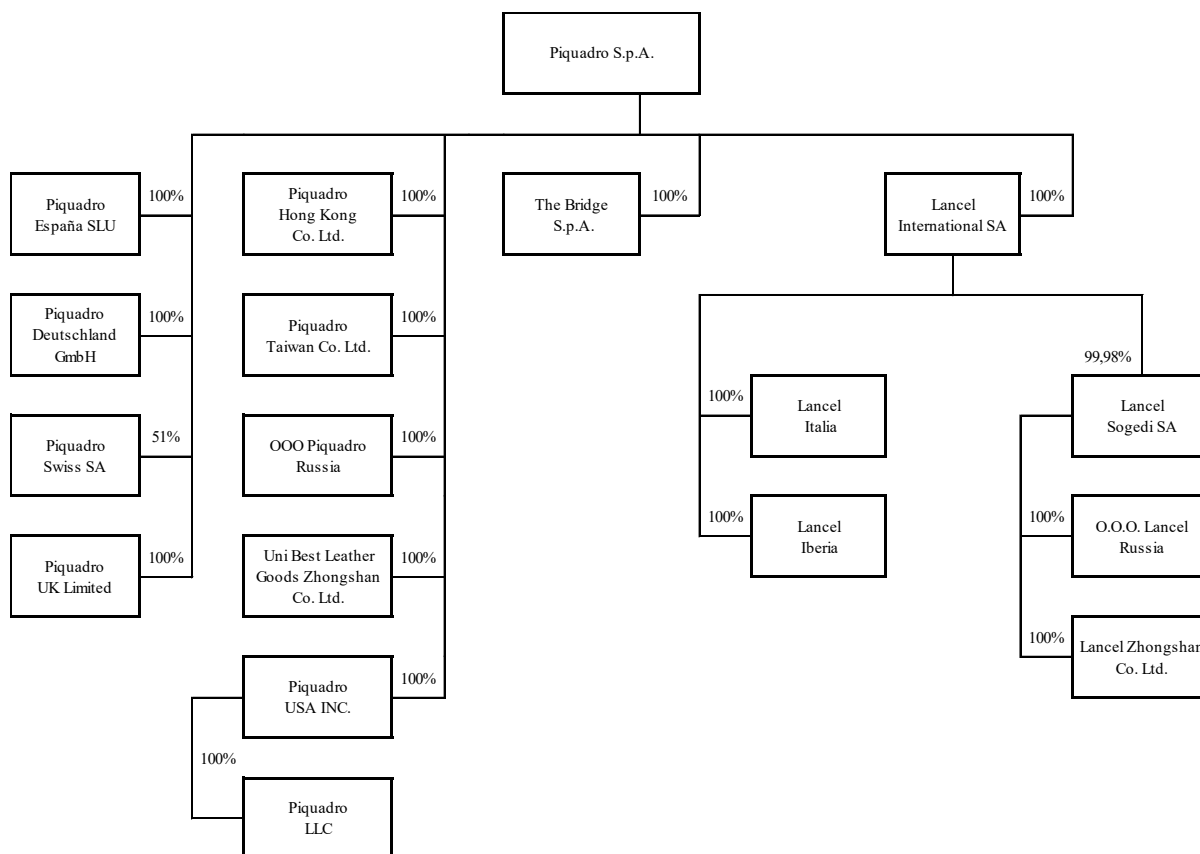 Piquadro S.p.A.
Piquadro
España SLU
100%
Piquadro
Hong Kong
Co. Ltd.
100%
The Bridge
S.p.A.
100%
Lancel
International SA
100%
Piquadro
Deutschland
GmbH
100%
Piquadro
Taiwan Co. Ltd.
100%
99,98%
Piquadro
Swiss SA
51%
OOO Piquadro
Russia
100%
100%
Lancel
Italia
Lancel
Sogedi SA
Piquadro
UK Limited
100%
Uni Best Leather
Goods Zhongshan
Co. Ltd.
100%
100%
Lancel
Iberia
100%
O.O.O. Lancel
Russia
Piquadro
USA INC.
100%
100%
Lancel Zhongshan
Co. Ltd.
100%
Piquadro
LLC